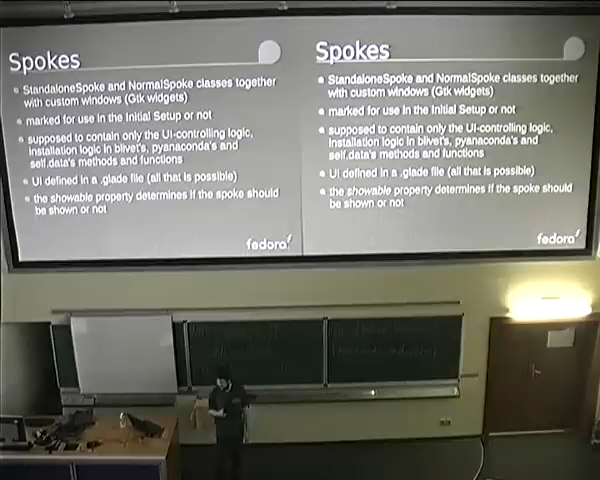 Spokes
StandaloneSpoke and NormalSpoke classes together
with custom windows (Gtk widgets)
marked for use in the Initial Setup or not
supposed to contain only the UI-controlling logic,
installation logic in blivet's, pyanaconda's and
self.data's methods and functions
UI defined in a .glade file (all that is possible)
the showable property determines if the spoke should
be shown or not
fedora
Spokes
StandaloneSpoke and NormalSpoke classes together
with custom windows (Gtk widgets)
marked for use in the Initial Setup or not
supposed to contain only the UI-controlling logic,
installation logic in blivet's, pyanaconda's and
self.data's methods and functions
UI defined in a .glade file (all that is possible)
the showable property determines if the spoke should
be shown or not
fedora